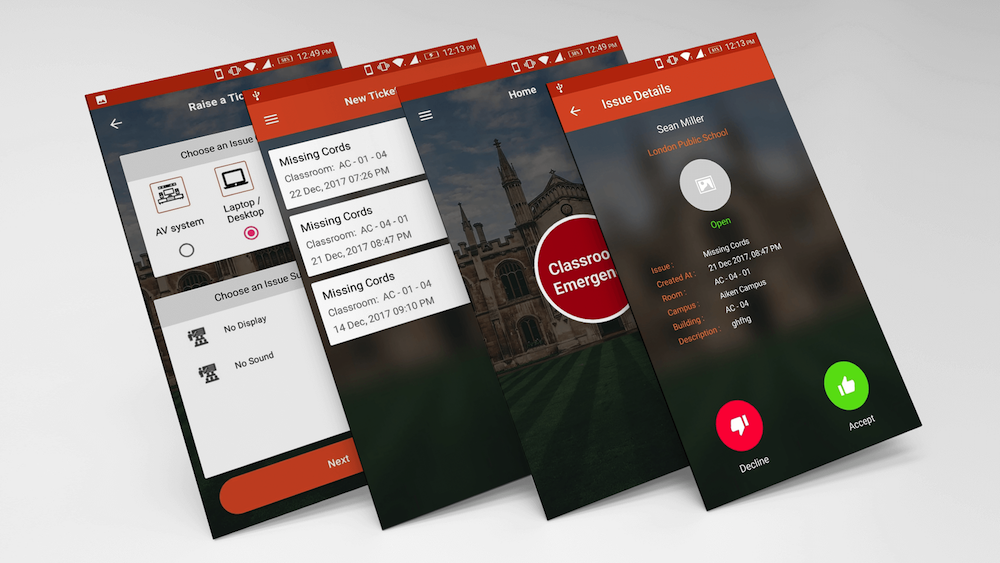 12:49 PM
Raise a Tic
Choose an Issue
AV system
Laptop /
Desktop
Choose an Issue Su
No Display
No Sound
Next
12:13 PM
New Ticke
Missing Cords
Classroom: AC - 01 - 04
22 Dec, 2017 07:26 PM
Missing Cords
Classroom: AC - 04 - 01
21 Dec, 2017 08:47 PM
Missing Cords
Classroom: AC - 01 - 04
14 Dec, 2017 09:10 PM
12:49 PM
Home
Classroo
Emergen
12:13 PM
Issue Details
Sean Miller
London Public School
Open
Issue : Missing Cords
Created At : 21 Dec 2017, 08:47 PM
Room : AC - 04 - 01
Campus : Aiken Campus
Building : AC - 04
Description : ghfhg
Decline
Accept